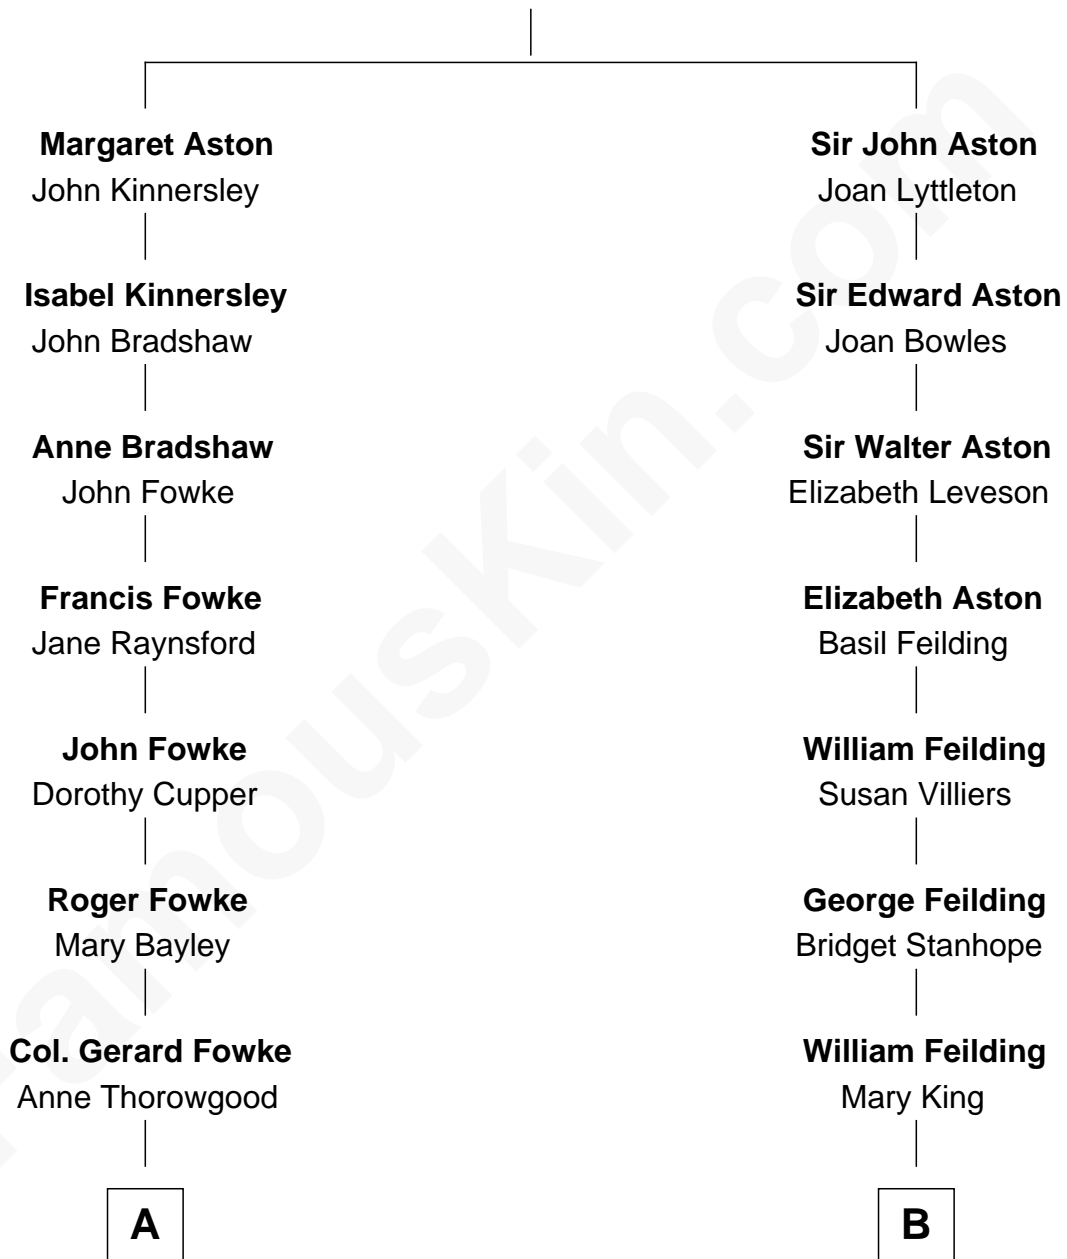 Margaret Aston
John Kinnersley
Isabel Kinnersley
John Bradshaw
Anne Bradshaw
John Fowke
Francis Fowke
Jane Raynsford
John Fowke
Dorothy Cupper
Roger Fowke
Mary Bayley
Col. Gerard Fowke
Anne Thorowgood
A
Sir John Aston
Joan Lyttleton
Sir Edward Aston
Joan Bowles
Sir Walter Aston
Elizabeth Leveson
Elizabeth Aston
Basil Feilding
William Feilding
Susan Villiers
George Feilding
Bridget Stanhope
William Feilding
Mary King
B
FamousKin.com